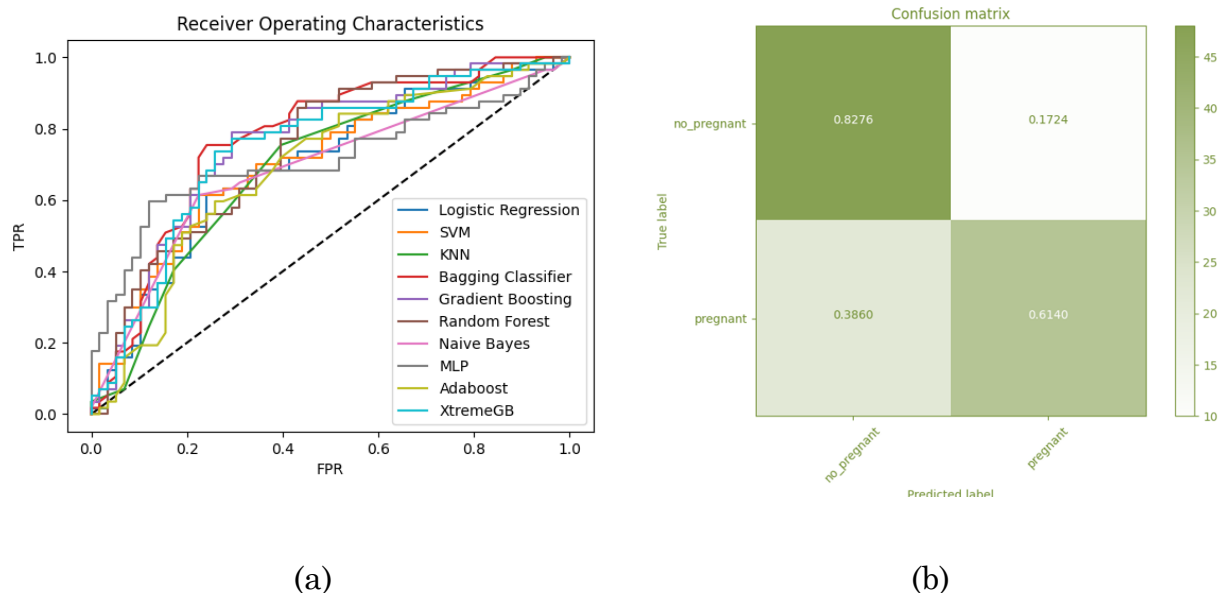 Receiver Operating Characteristics
1.0
0.8
0.6
0.4
0.2
0.0
TPR
0.0 0.2 0.4 0.6 0.8 1.0
FPR
Logistic Regression
SVM
KNN
Bagging Classifier
Gradient Boosting
Random Forest
Naive Bayes
MLP
Adaboost
XtremeGB
(a)
Confusion matrix
True label
no_pregnant
0.8276 0.1724
pregnant
0.3860 0.6140
no_pregnant pregnant
Predicted label
45
40
35
30
25
20
15
10
(b)